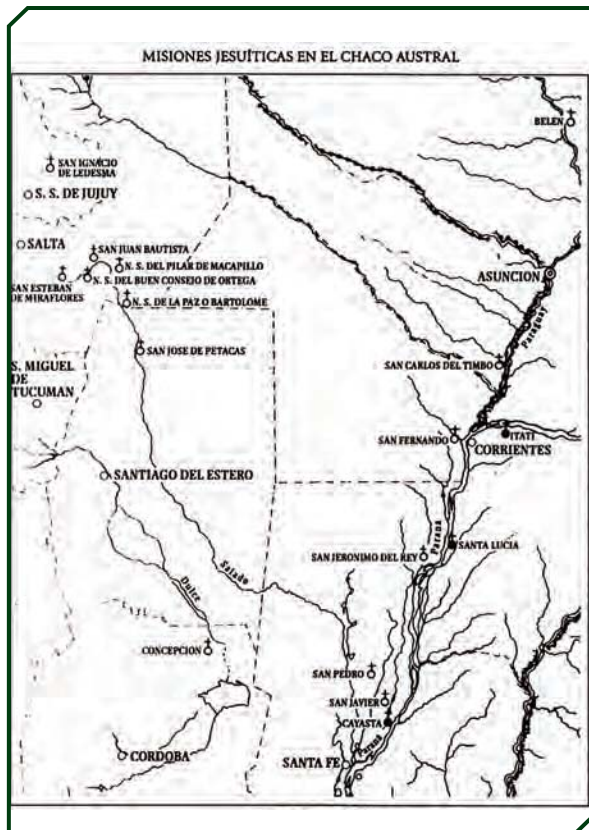 MISIONES JESUÍTICAS EN EL CHACO AUSTRAL
BELEN
SAN IGNACIO
DE LEDESMA
S. S. DE JUJUY
SALTA
SAN JUAN BAUTISTA
N. S. DEL PILAR DE MACAPILLO
SAN ESTEBAN
DE MIRAFLORES
N. S. DEL BUEN CONSEJO DE ORTEGA
ASUNCION
N. S. DE LA PAZ O BARTOLOME
Paraguay
SAN JOSE DE PETACAS
SAN CARLOS DEL TIMBO
S. MIGUEL
DE
TUCUMAN
SAN FERNANDO
ITATI
CORRIENTES
SANTIAGO DEL ESTERO
Paraná
SANTA LUCIA
SAN JERONIMO DEL REY
Salado
Dulce
CONCEPCION
SAN PEDRO
SAN JAVIER
CAYASTA
Paraná
CORDOBA
SANTA FE